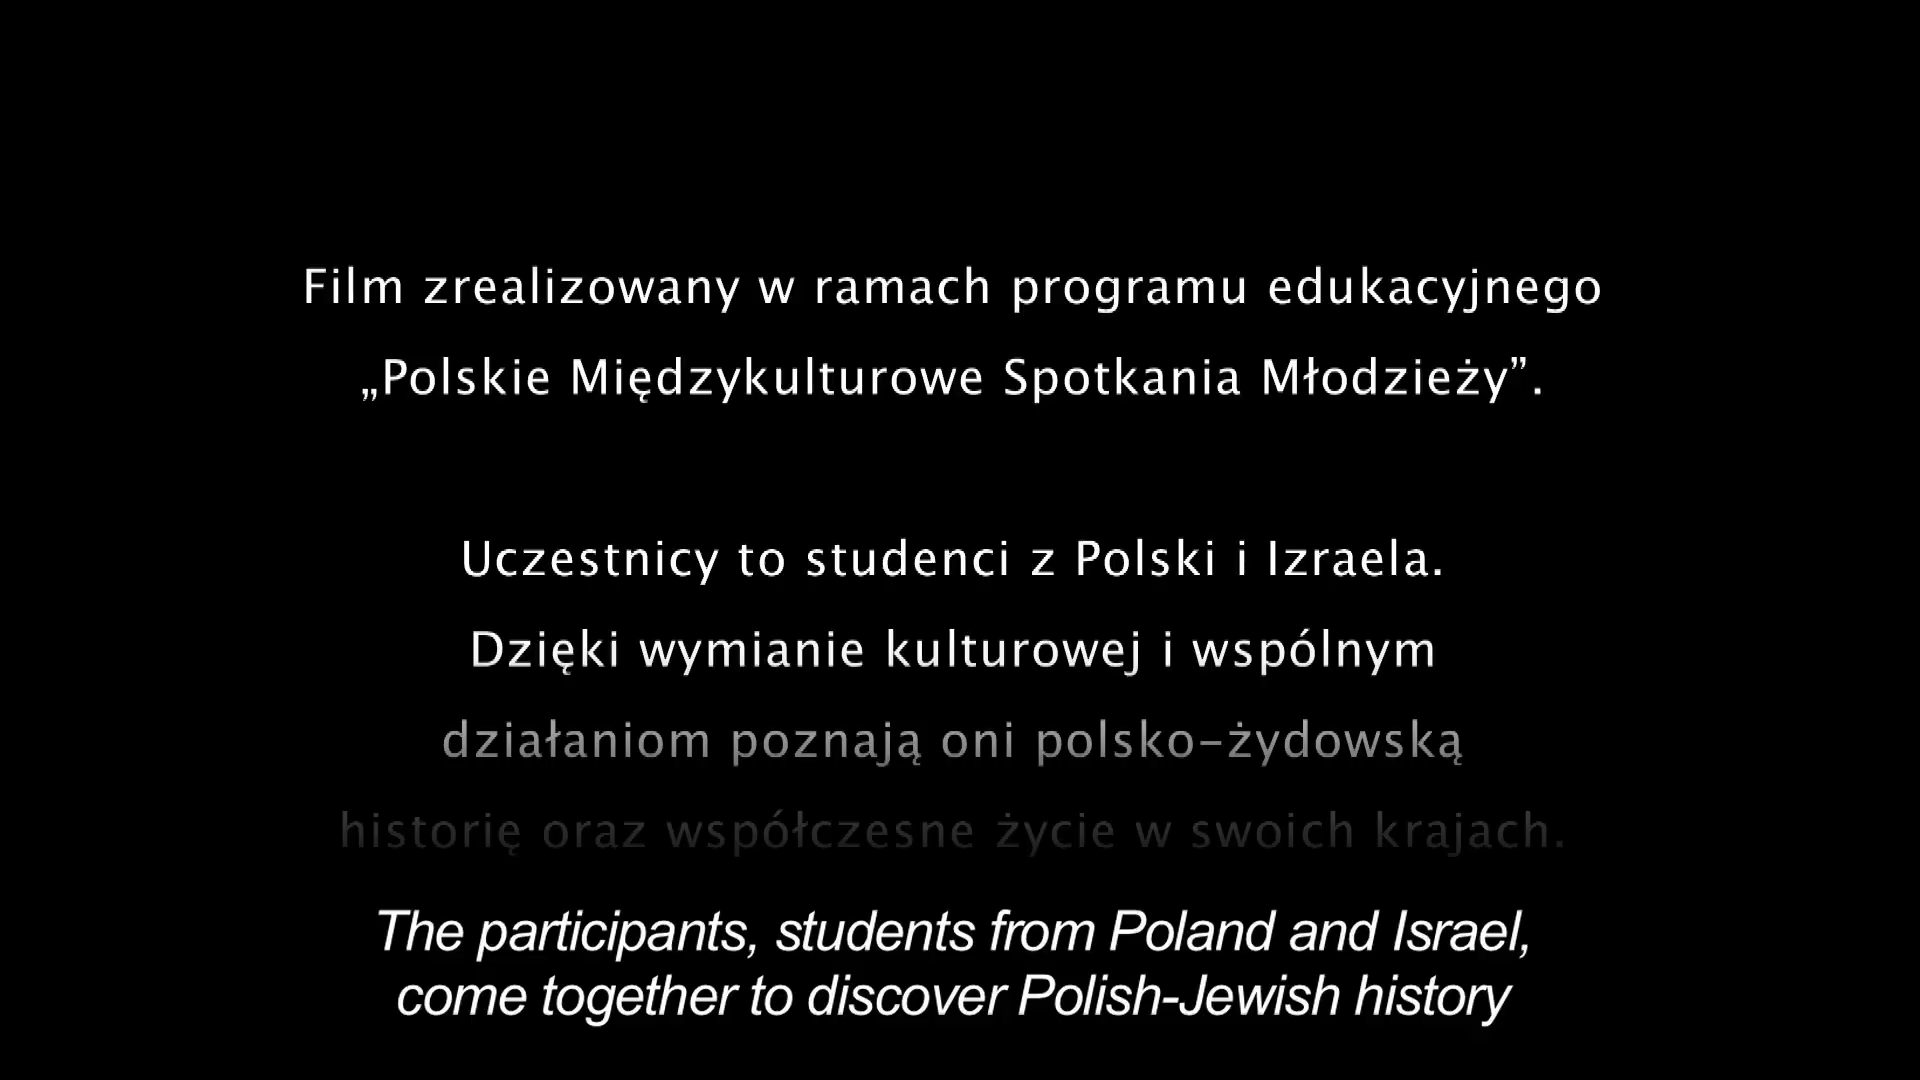 Film zrealizowany w ramach programu edukacyjnego
„Polskie Międzykulturowe Spotkania Młodzieży”.
Uczestnicy to studenci z Polski i Izraela.
Dzięki wymianie kulturowej i wspólnym
działaniom poznają oni polsko–żydowską
historię oraz współczesne życie w swoich krajach.
The participants, students from Poland and Israel,
come together to discover Polish-Jewish history